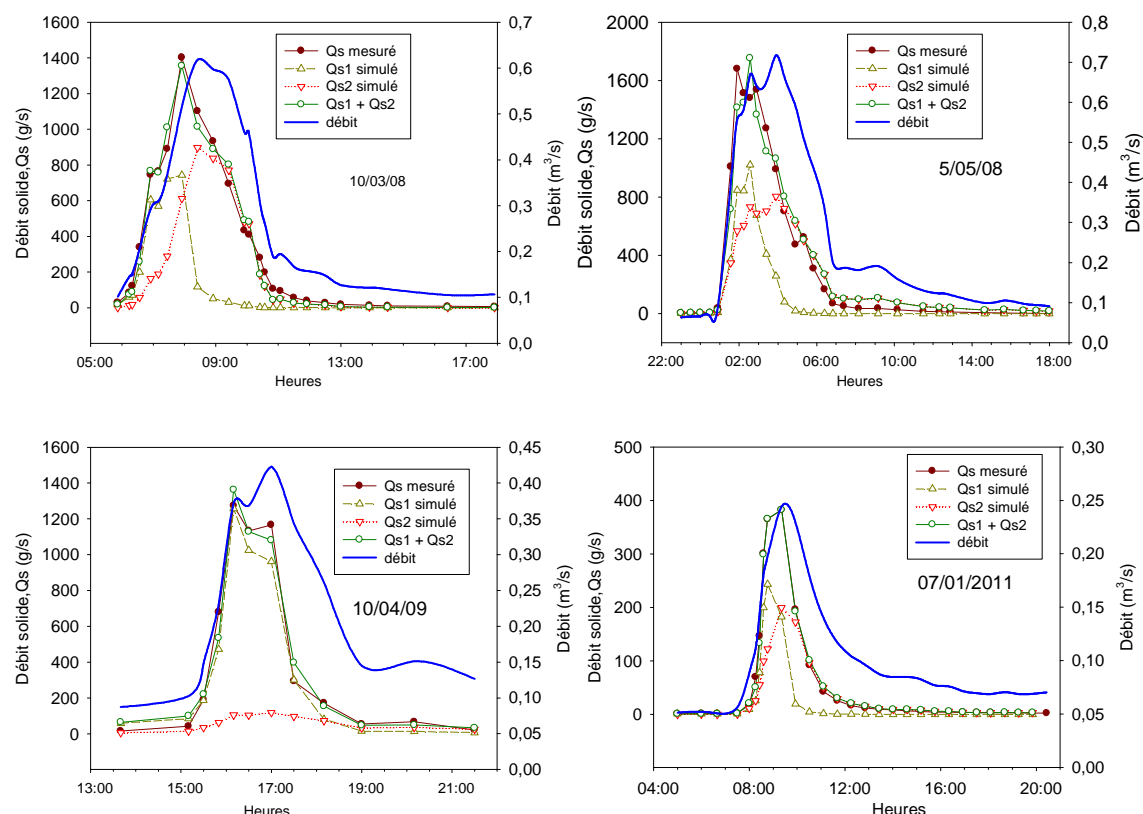 1600
1400
1200
1000
800
600
400
200
0
Débit solide,Qs (g/s)
0,7
0,6
0,5
0,4
0,3
0,2
0,1
0,0
Débit (m³/s)
Qs mesuré
Qs1 simulé
Qs2 simulé
Qs1 + Qs2
débit
10/03/08
05:00 09:00 13:00 17:00
Heures
2000
1600
1200
800
400
0
Débit solide,Qs (g/s)
0,8
0,7
0,6
0,5
0,4
0,3
0,2
0,1
0,0
Débit (m³/s)
Qs mesuré
Qs1 simulé
Qs2 simulé
Qs1 + Qs2
débit
5/05/08
22:00 02:00 06:00 10:00 14:00 18:00
Heures
1600
1400
1200
1000
800
600
400
200
0
Débit solide,Qs (g/s)
0,45
0,40
0,35
0,30
0,25
0,20
0,15
0,10
0,05
0,00
Débit (m³/s)
Qs mesuré
Qs1 simulé
Qs2 simulé
Qs1 + Qs2
débit
10/04/09
13:00 15:00 17:00 19:00 21:00
Heures
500
400
300
200
100
0
Débit solide,Qs (g/s)
0,30
0,25
0,20
0,15
0,10
0,05
0,00
Débit (m³/s)
Qs mesuré
Qs1 simulé
Qs2 simulé
Qs1 + Qs2
débit
07/01/2011
04:00 08:00 12:00 16:00 20:00
Heures